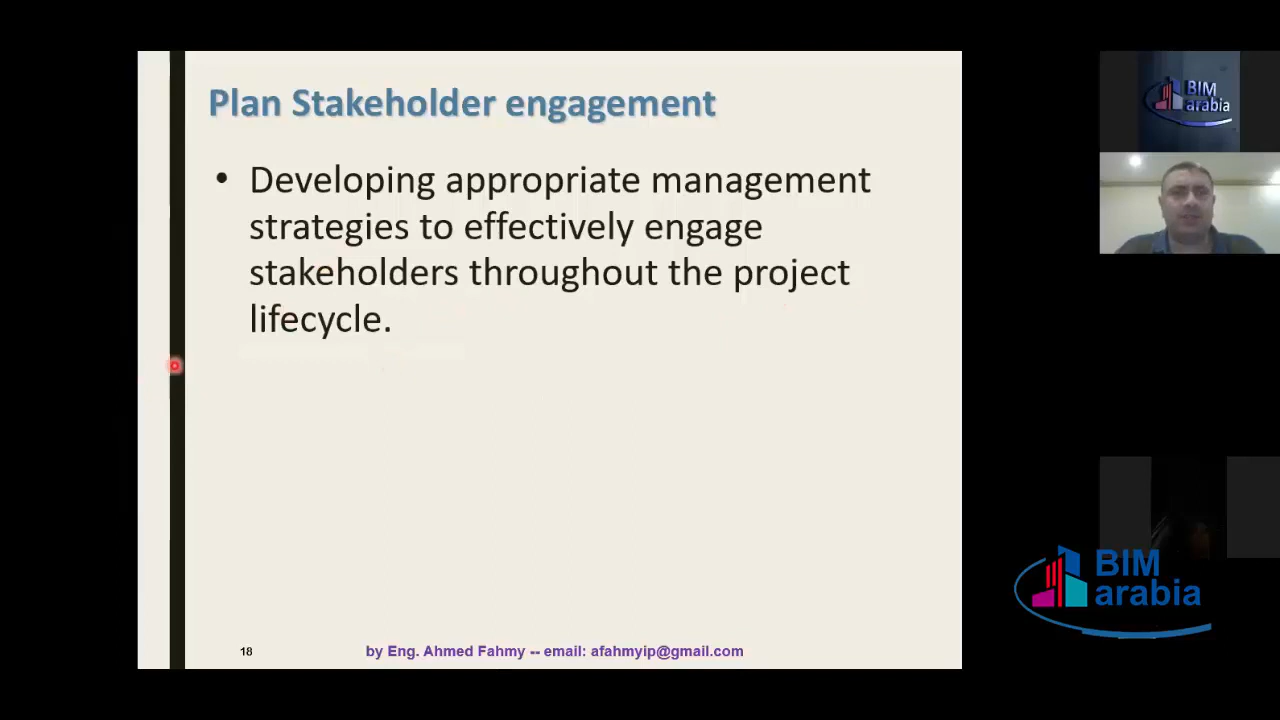 Plan Stakeholder engagement
• Developing appropriate management
strategies to effectively engage
stakeholders throughout the project
lifecycle.
18
by Eng. Ahmed Fahmy -- email: afahmyip@gmail.com
BIM
arabia
BIM
arabia